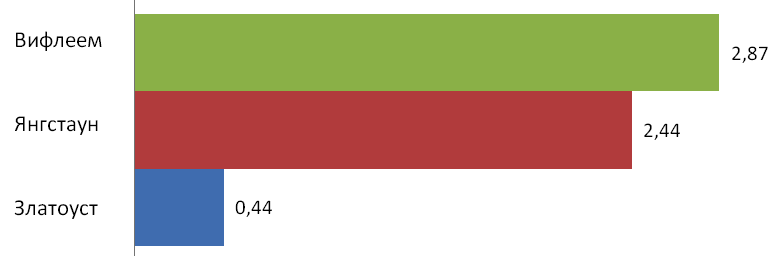 Вифлеем
2,87
Янгстаун
2,44
Златоуст
0,44